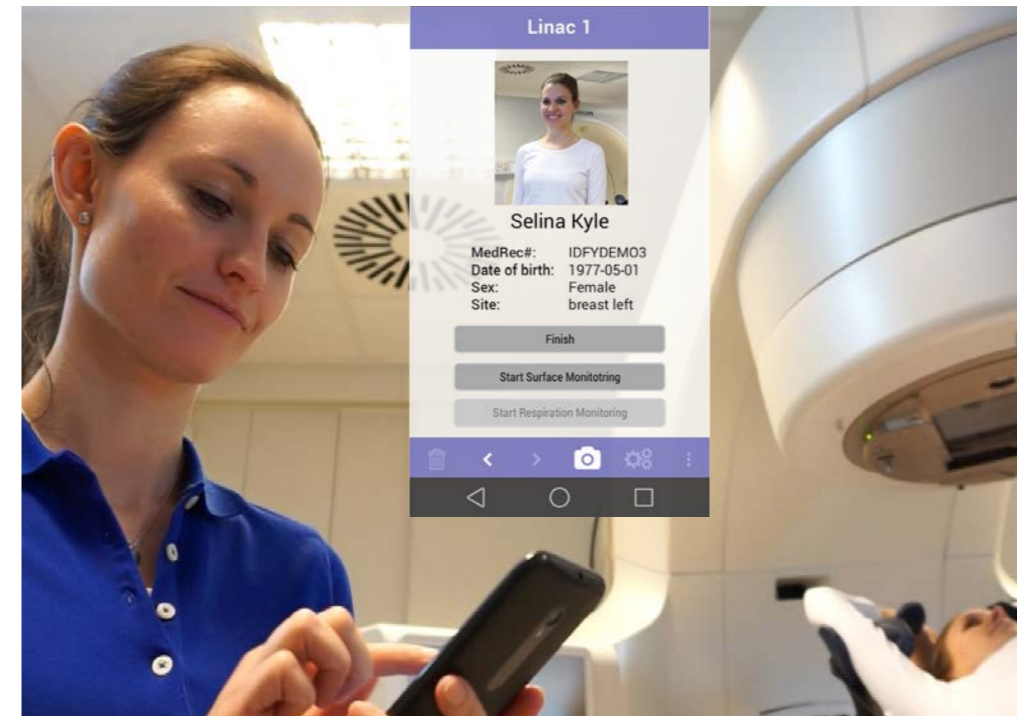 Linac 1
Selina Kyle
MedRec#: IDFYDEMO3
Date of birth: 1977-05-01
Sex: Female
Site: breast left
Finish
Start Surface Monitotring
Start Respiration Monitoring